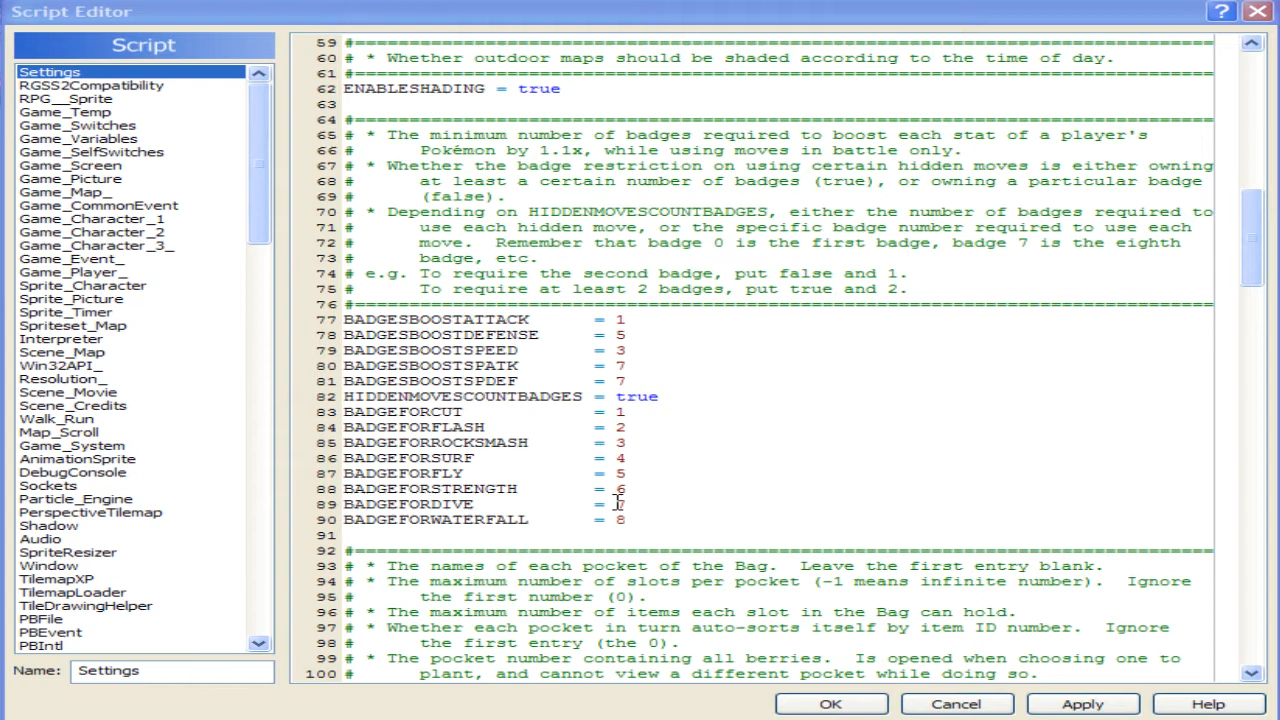 Script Editor
Script
Settings
RGSS2Compatibility
RPG__Sprite
Game_Temp
Game_Switches
Game_Variables
Game_SelfSwitches
Game_Screen
Game_Picture
Game_Map_
Game_CommonEvent
Game_Character_1
Game_Character_2
Game_Character_3_
Game_Event_
Game_Player_
Sprite_Character
Sprite_Picture
Sprite_Timer
Spriteset_Map
Interpreter
Scene_Map
Win32API_
Resolution_
Scene_Movie
Scene_Credits
Walk_Run
Map_Scroll
Game_System
AnimationSprite
DebugConsole
Sockets
Particle_Engine
PerspectiveTilemap
Shadow
Audio
SpriteResizer
Window
TilemapXP
TilemapLoader
TileDrawingHelper
PBFile
PBEvent
PBIntl
Name: Settings
59 #================================================================================
60 # * Whether outdoor maps should be shaded according to the time of day.
61 #================================================================================
62 ENABLESHADING = true
63
64 #================================================================================
65 # * The minimum number of badges required to boost each stat of a player's
66 # Pokémon by 1.1x, while using moves in battle only.
67 # * Whether the badge restriction on using certain hidden moves is either owning
68 # at least a certain number of badges (true), or owning a particular badge
69 # (false).
70 # * Depending on HIDDENMOVESCOUNTBADGES, either the number of badges required to
71 # use each hidden move, or the specific badge number required to use each
72 # move. Remember that badge 0 is the first badge, badge 7 is the eighth
73 # badge, etc.
74 # e.g. To require the second badge, put false and 1.
75 # To require at least 2 badges, put true and 2.
76 #================================================================================
77 BADGESBOOSTATTACK = 1
78 BADGESBOOSTDEFENSE = 5
79 BADGESBOOSTSPEED = 3
80 BADGESBOOSTSPATK = 7
81 BADGESBOOSTSPDEF = 7
82 HIDDENMOVESCOUNTBADGES = true
83 BADGEFORCUT = 1
84 BADGEFORFLASH = 2
85 BADGEFORROCKSMASH = 3
86 BADGEFORSURF = 4
87 BADGEFORFLY = 5
88 BADGEFORSTRENGTH = 6
89 BADGEFORDIVE = 7
90 BADGEFORWATERFALL = 8
91
92 #================================================================================
93 # * The names of each pocket of the Bag. Leave the first entry blank.
94 # * The maximum number of slots per pocket (-1 means infinite number). Ignore
95 # the first number (0).
96 # * The maximum number of items each slot in the Bag can hold.
97 # * Whether each pocket in turn auto-sorts itself by item ID number. Ignore
98 # the first entry (the 0).
99 # * The pocket number containing all berries. Is opened when choosing one to
100 # plant, and cannot view a different pocket while doing so.
OK Cancel Apply Help